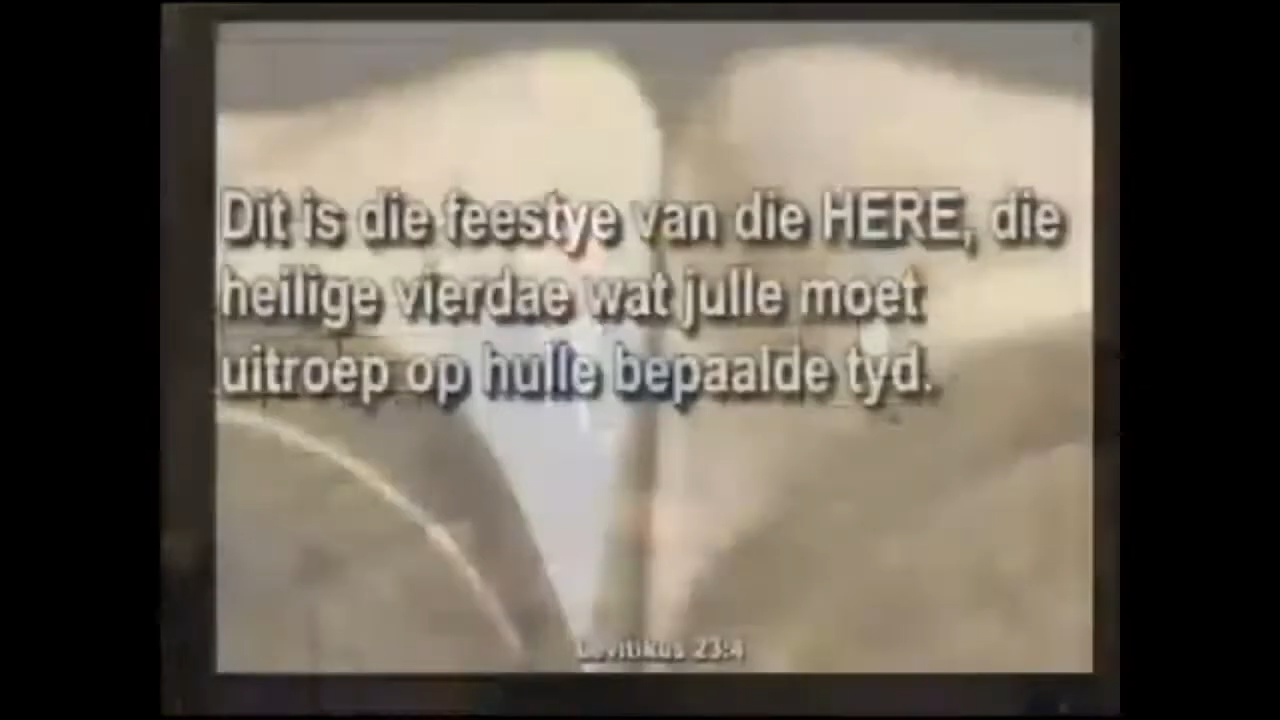 Dit is die feestye van die HERE, die
heilige vierdae wat julle moet
uitroep op hulle bepaalde tyd.
Levitikus 23:4